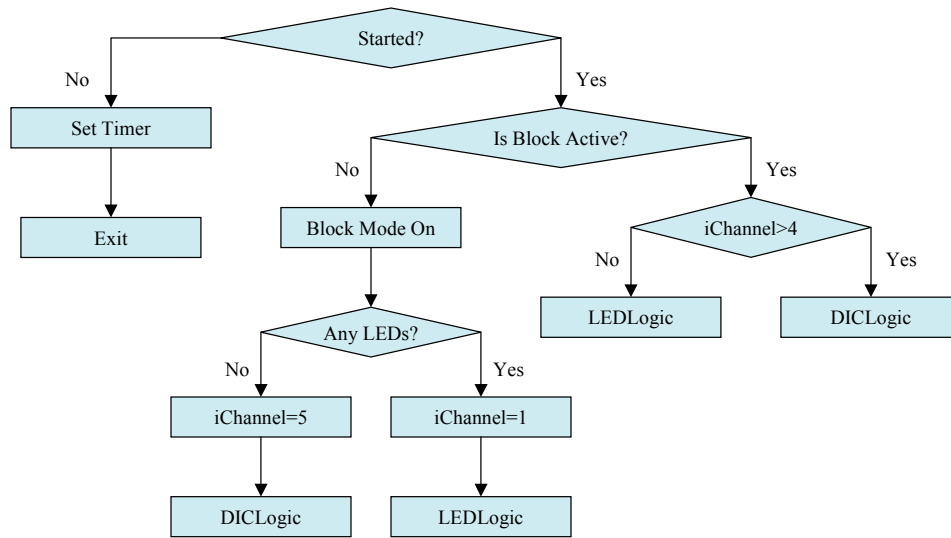 Started?
No
Yes
Set Timer
Is Block Active?
No
Yes
Exit
Block Mode On
iChannel>4
No
Yes
LEDLogic
DICLogic
Any LEDs?
No
Yes
iChannel=5
iChannel=1
DICLogic
LEDLogic